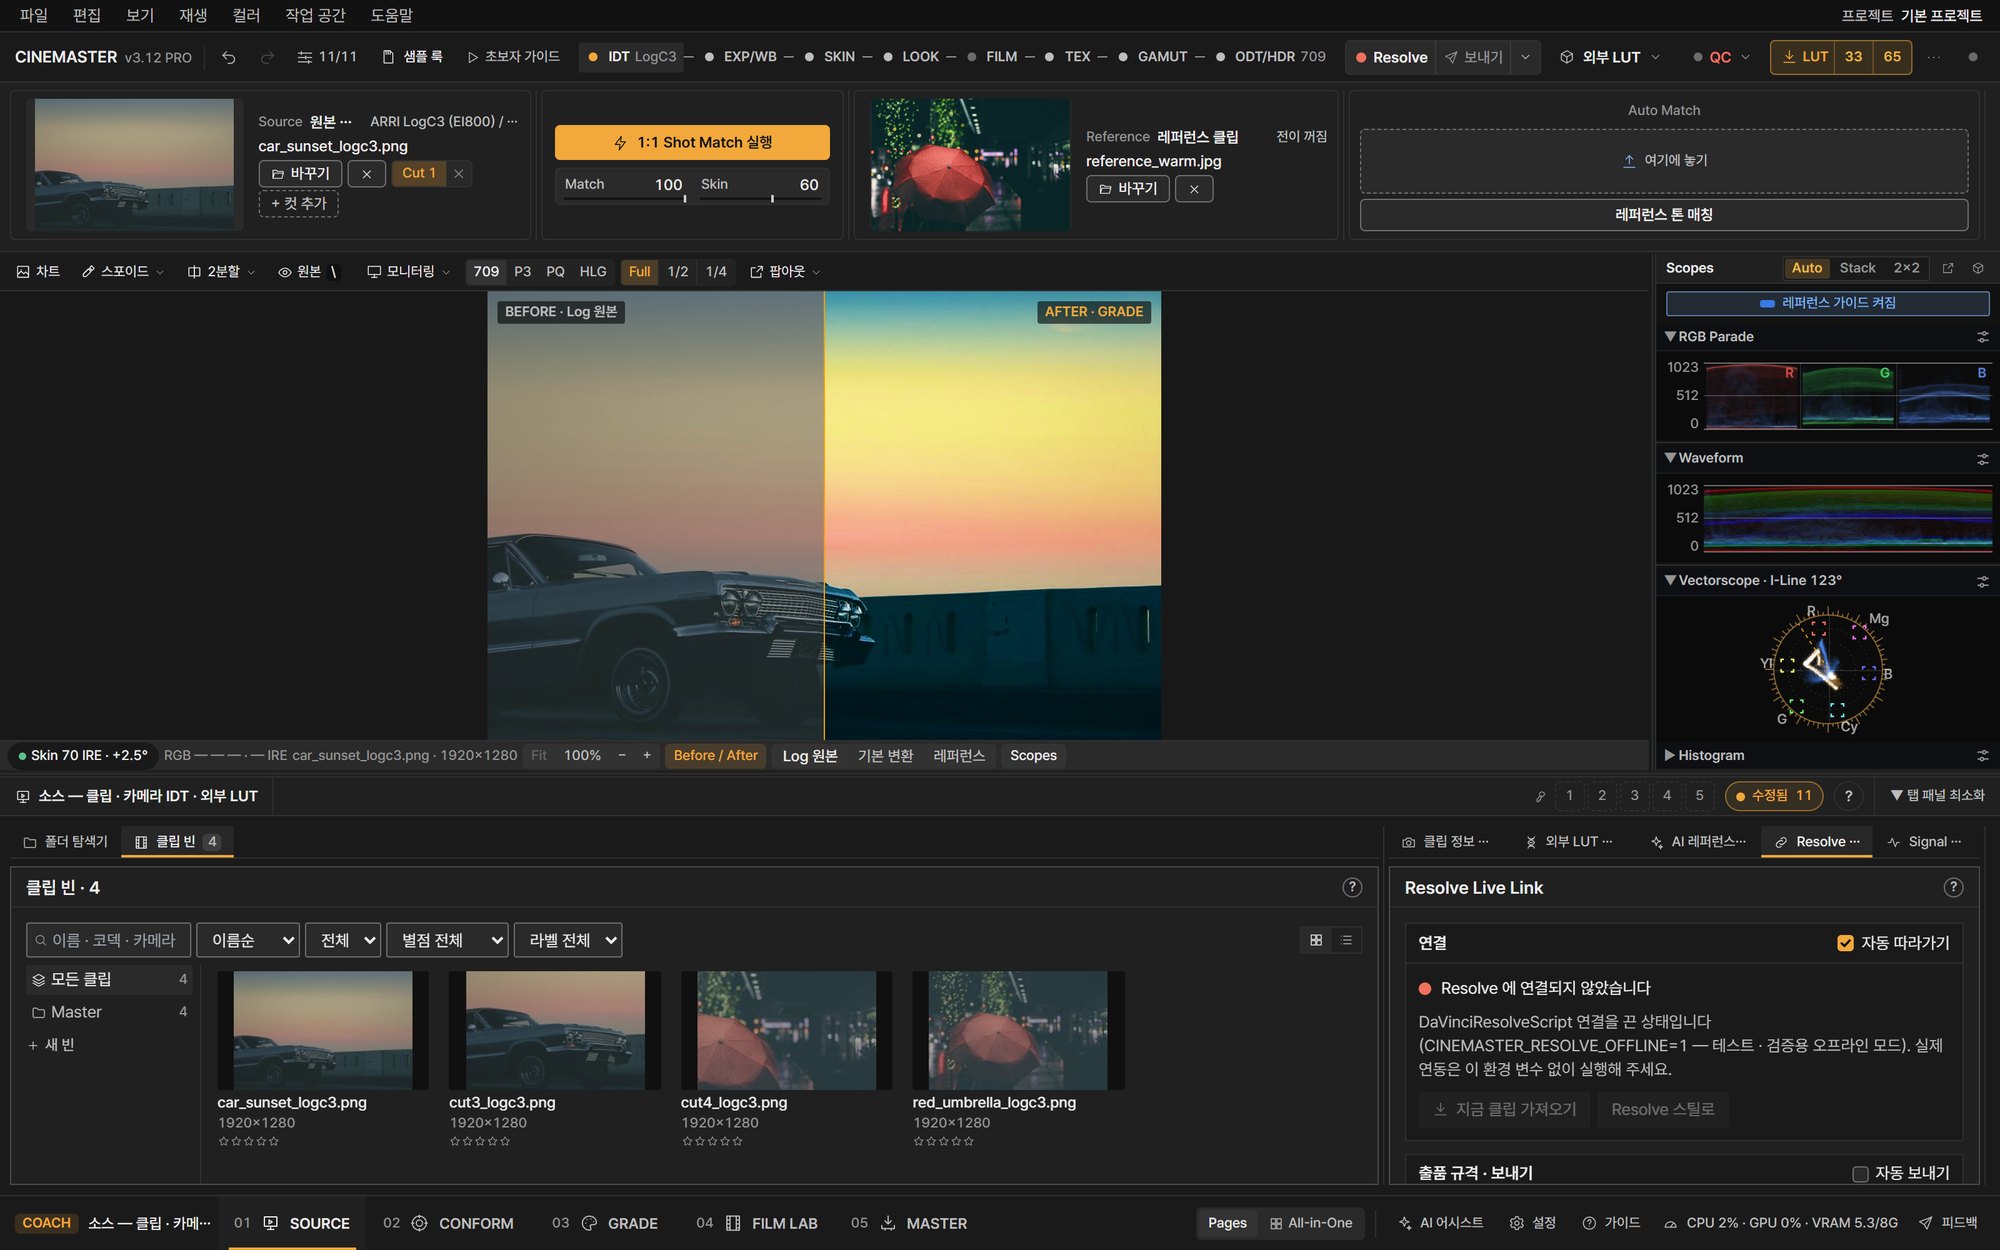 파일 편집 보기 재생 컬러 작업 공간 도움말 프로젝트 기본 프로젝트
CINEMASTER v3.12 PRO 11/11 샘플 룩 초보자 가이드 IDT LogC3 EXP/WB SKIN LOOK FILM TEX GAMUT ODT/HDR 709 Resolve 보내기 외부 LUT QC LUT 33 65 ···
Source 원본 ··· ARRI LogC3 (EI800) / ···
car_sunset_logc3.png
바꾸기 × Cut 1 ×
+ 컷 추가
1:1 Shot Match 실행
Match 100 Skin 60
Reference 레퍼런스 클립 전이 꺼짐
reference_warm.jpg
바꾸기 ×
Auto Match
여기에 놓기
레퍼런스 톤 매칭
차트 스포이드 2분할 원본 \ 모니터링 709 P3 PQ HLG Full 1/2 1/4 팝아웃
BEFORE · Log 원본
AFTER · GRADE
Scopes Auto Stack 2×2
레퍼런스 가이드 켜짐
▼RGB Parade
1023 R G B
512
0
▼Waveform
1023
512
0
▼Vectorscope · I-Line 123°
R Mg
Yl B
G Cy
▶Histogram
Skin 70 IRE · +2.5° RGB — — — · — IRE car_sunset_logc3.png · 1920×1280 Fit 100% − + Before / After Log 원본 기본 변환 레퍼런스 Scopes
소스 — 클립 · 카메라 IDT · 외부 LUT 1 2 3 4 5 수정됨 11 ? ▼탭 패널 최소화
폴더 탐색기 클립 빈 4
클립 정보 ··· 외부 LUT ··· AI 레퍼런스··· Resolve ··· Signal ···
클립 빈 · 4 ?
이름 · 코덱 · 카메라 이름순 전체 별점 전체 라벨 전체
모든 클립 4
Master 4
+ 새 빈
car_sunset_logc3.png cut3_logc3.png cut4_logc3.png red_umbrella_logc3.png
1920×1280 1920×1280 1920×1280 1920×1280
☆☆☆☆☆ ☆☆☆☆☆ ☆☆☆☆☆ ☆☆☆☆☆
Resolve Live Link ?
연결 자동 따라가기
Resolve 에 연결되지 않았습니다
DaVinciResolveScript 연결을 끈 상태입니다
(CINEMASTER_RESOLVE_OFFLINE=1 — 테스트 · 검증용 오프라인 모드). 실제
연동은 이 환경 변수 없이 실행해 주세요.
지금 클립 가져오기 Resolve 스틸로
출품 규격 · 보내기 자동 보내기
COACH 소스 — 클립 · 카메··· 01 SOURCE 02 CONFORM 03 GRADE 04 FILM LAB 05 MASTER Pages All-in-One AI 어시스트 설정 가이드 CPU 2% · GPU 0% · VRAM 5.3/8G 피드백